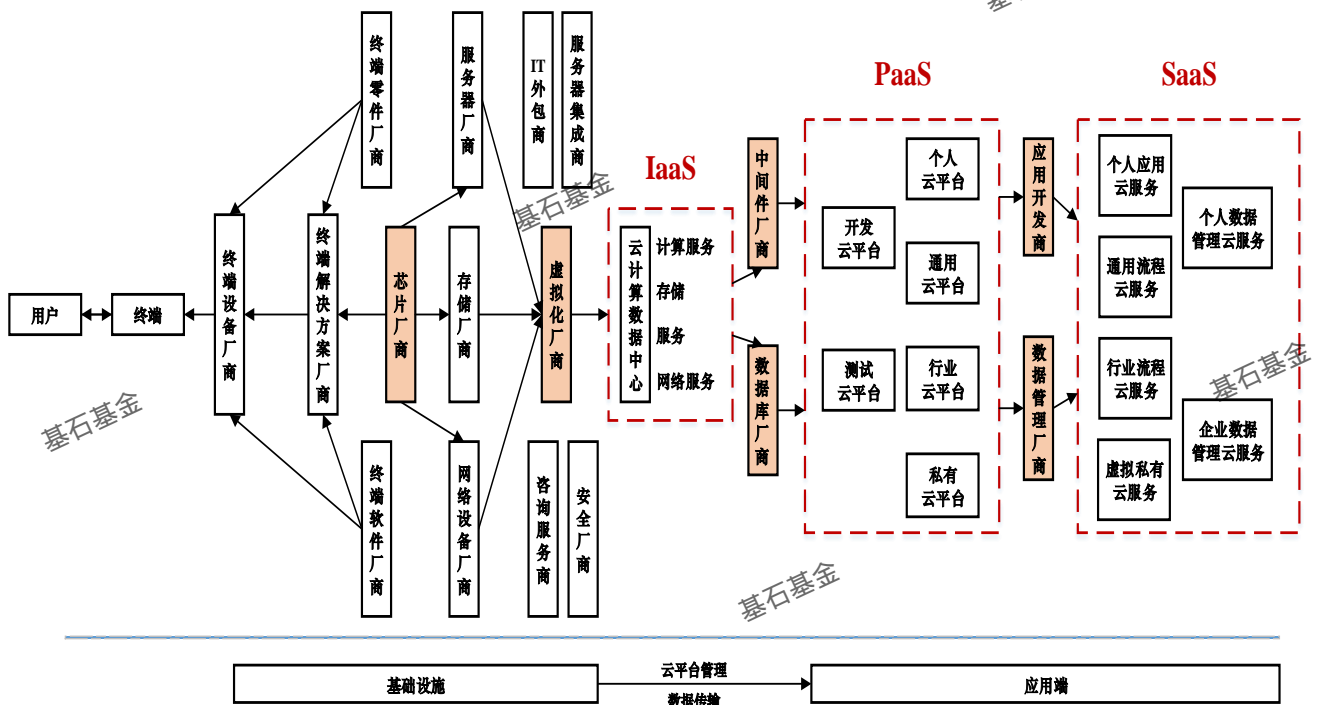 终端零件厂商
服务器厂商
IT外包商
服务器集成商
PaaS
SaaS
IaaS
中间件厂商
个人
云平台
应用开发商
个人应用
云服务
个人数据
管理云服务
开发
云平台
通用
云平台
通用流程
云服务
用户
终端
终端设备厂商
终端解决方案厂商
芯片厂商
存储厂商
虚拟化厂商
云计算数据中心
计算服务
存储
服务
网络服务
数据库厂商
测试
云平台
行业
云平台
数据管理厂商
行业流程
云服务
企业数据
管理云服务
私有
云平台
虚拟私有
云服务
终端软件厂商
网络设备厂商
咨询服务商
安全厂商
基石基金
基石基金
基石基金
基石基金
基础设施
云平台管理
数据传输
应用端